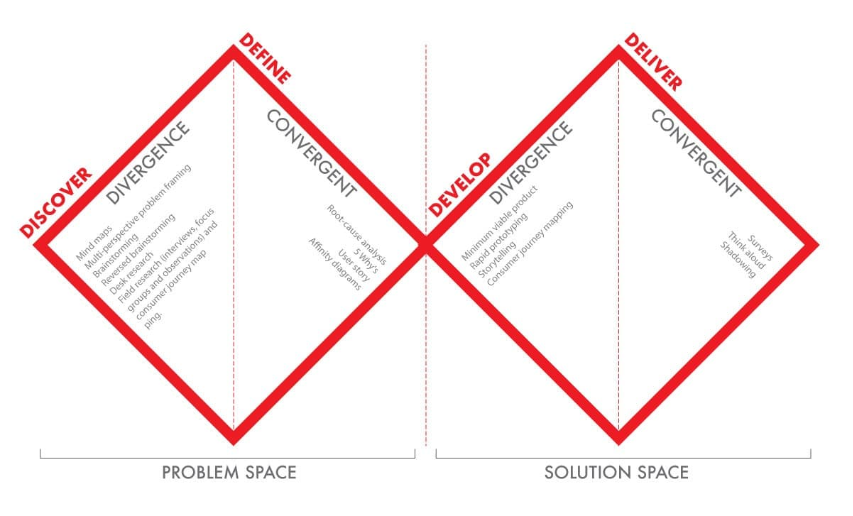 DISCOVER
DIVERGENCE
Mind maps
Multi-perspective problem framing
Brainstorming
Reversed brainstorming
Desk research
Field research (interviews, focus
groups and observations) and
consumer journey map
ping.
DEFINE
CONVERGENT
Root-cause analysis
5 Why's
User story
Affinity diagrams
DEVELOP
DIVERGENCE
Minimum viable product
Rapid prototyping
Storytelling
Consumer journey mapping
DELIVER
CONVERGENT
Surveys
Think aloud
Shadowing
PROBLEM SPACE
SOLUTION SPACE